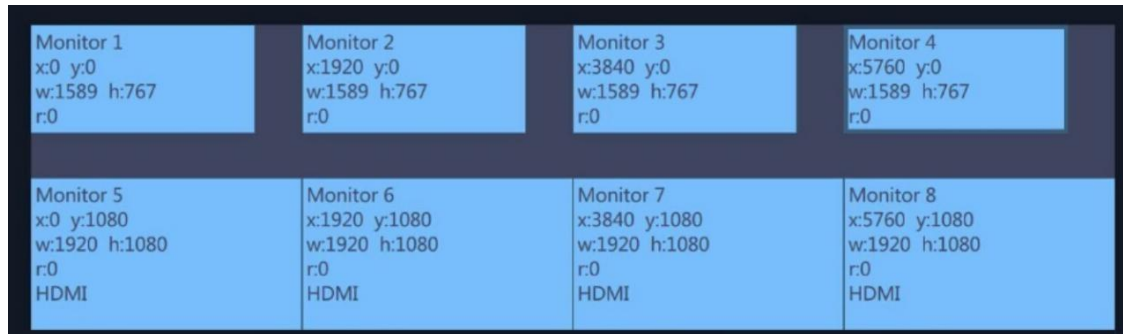 Monitor 1
x:0 y:0
w:1589 h:767
r:0
Monitor 2
x:1920 y:0
w:1589 h:767
r:0
Monitor 3
x:3840 y:0
w:1589 h:767
r:0
Monitor 4
x:5760 y:0
w:1589 h:767
r:0
Monitor 5
x:0 y:1080
w:1920 h:1080
r:0
HDMI
Monitor 6
x:1920 y:1080
w:1920 h:1080
r:0
HDMI
Monitor 7
x:3840 y:1080
w:1920 h:1080
r:0
HDMI
Monitor 8
x:5760 y:1080
w:1920 h:1080
r:0
HDMI